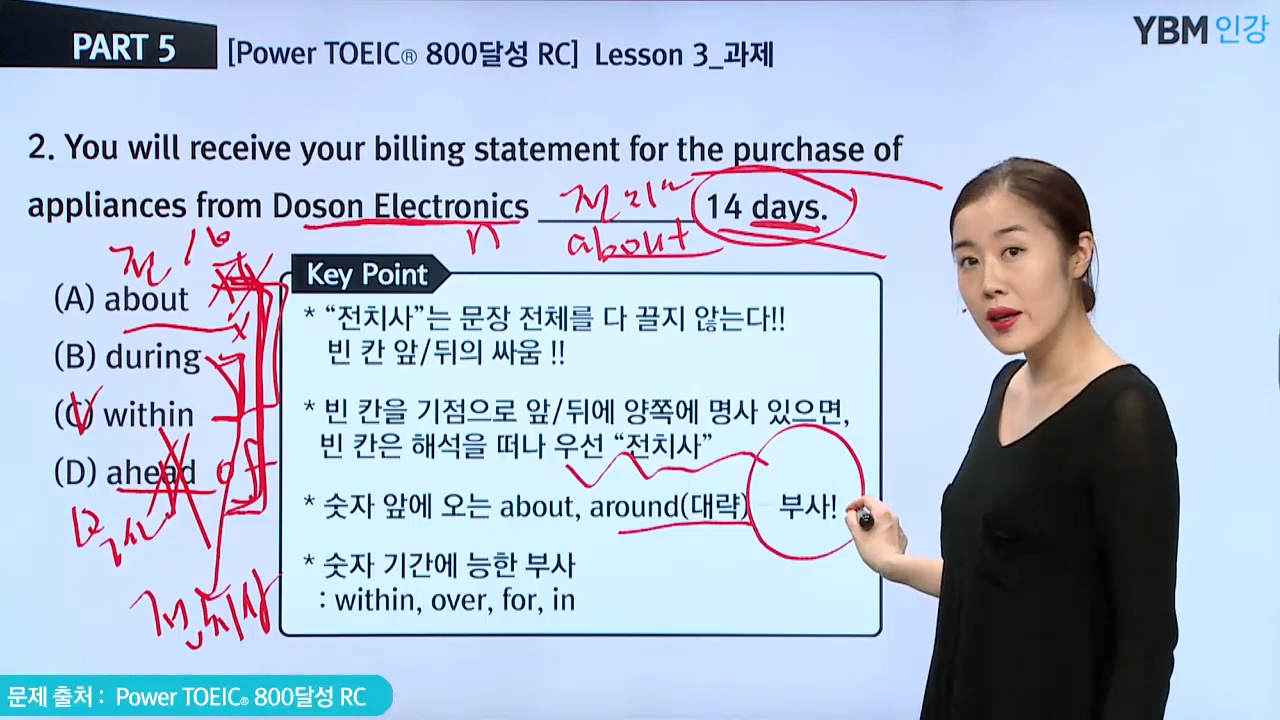 PART 5
[Power TOEIC® 800달성 RC] Lesson 3_과제
YBM 인강
2. You will receive your billing statement for the purchase of
appliances from Doson Electronics ____________ 14 days.
n
about
(A) about
(B) during
(C) within
(D) ahead of
전치사
Key Point
* “전치사”는 문장 전체를 다 끌지 않는다!!
빈 칸 앞/뒤의 싸움 !!
* 빈 칸을 기점으로 앞/뒤에 양쪽에 명사 있으면,
빈 칸은 해석을 떠나 우선 “전치사”
* 숫자 앞에 오는 about, around(대략) 부사!
* 숫자 기간에 능한 부사
: within, over, for, in
문제 출처 : Power TOEIC® 800달성 RC